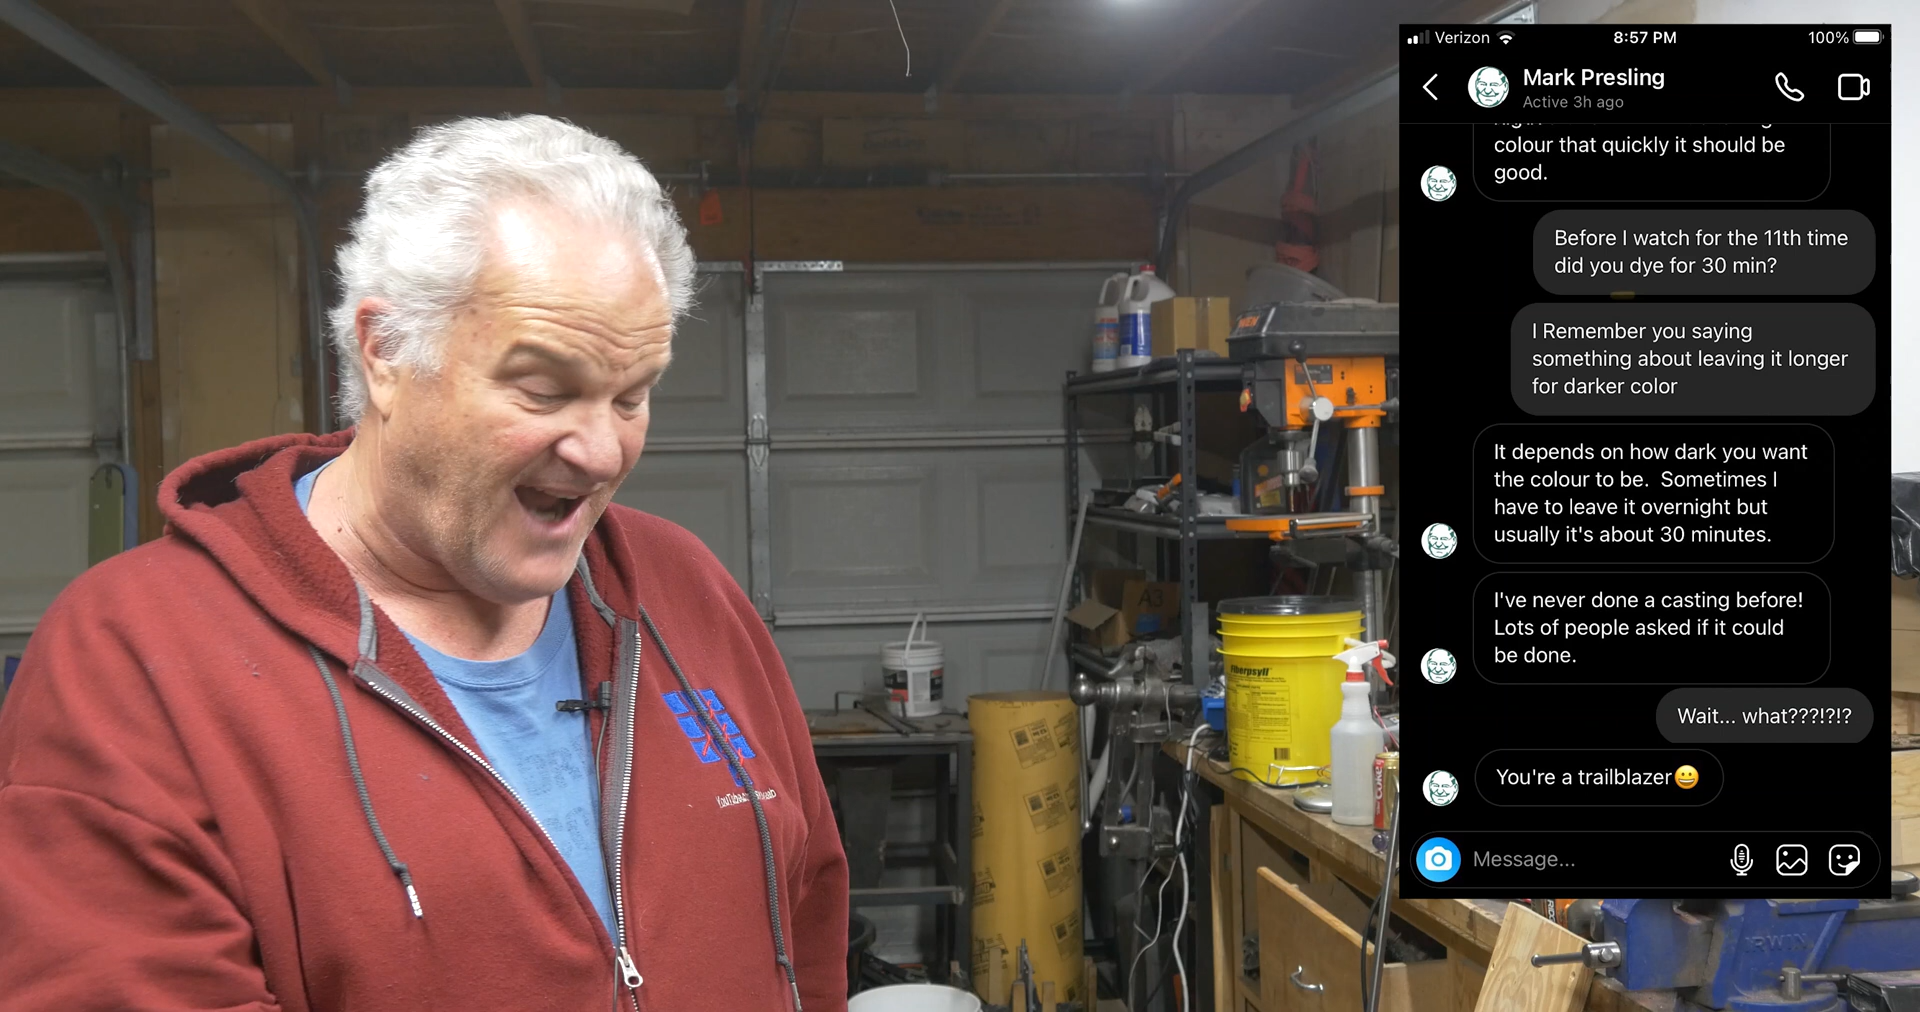 Verizon
8:57 PM
100%
Mark Presling
Active 3h ago
colour that quickly it should be
good.
Before I watch for the 11th time
did you dye for 30 min?
I Remember you saying
something about leaving it longer
for darker color
It depends on how dark you want
the colour to be. Sometimes I
have to leave it overnight but
usually it's about 30 minutes.
I've never done a casting before!
Lots of people asked if it could
be done.
Wait... what???!?!?
You're a trailblazer😀
Message...
A3
IRWIN